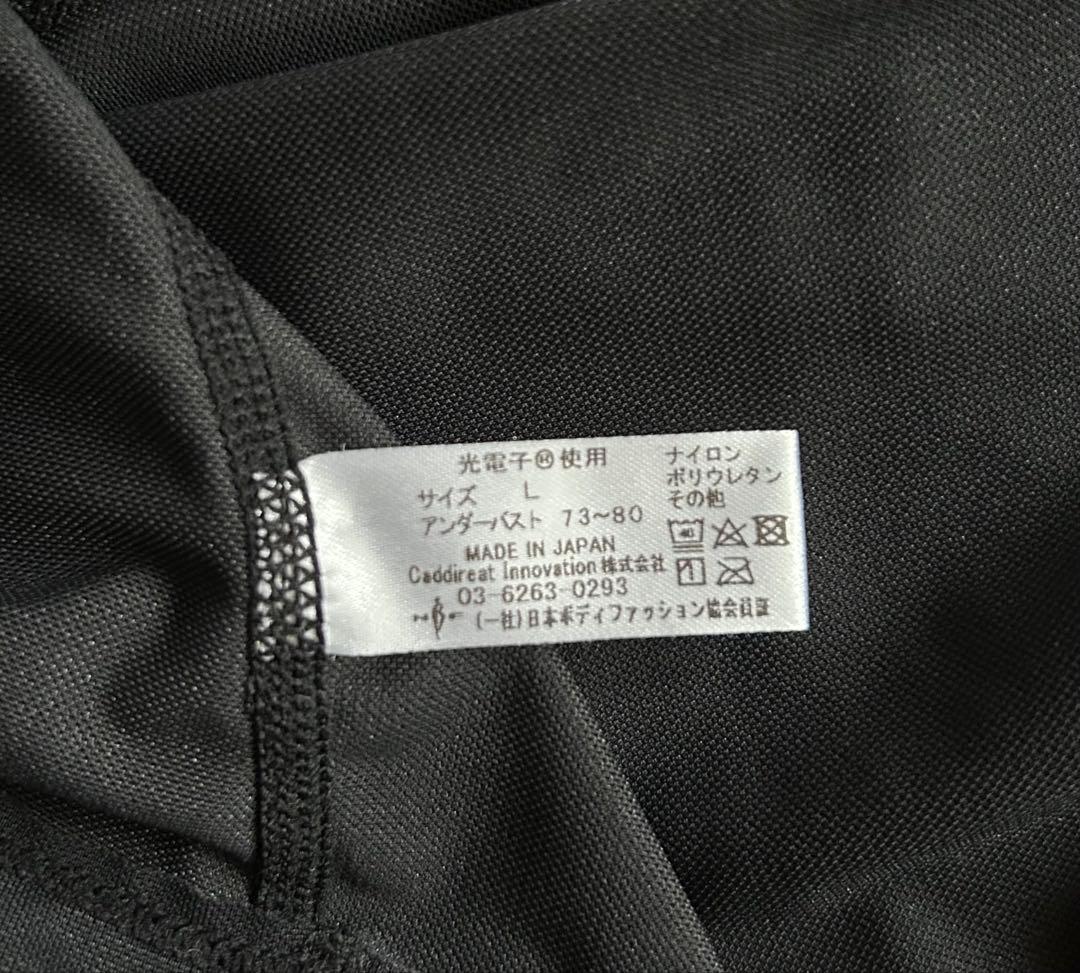 光電子®使用
サイズ L
アンダーバスト 73~80
MADE IN JAPAN
Caddireat Innovation 株式会社
03-6263-0293
(一社)日本ボディファッション協会員証
ナイロン
ポリウレタン
その他
40